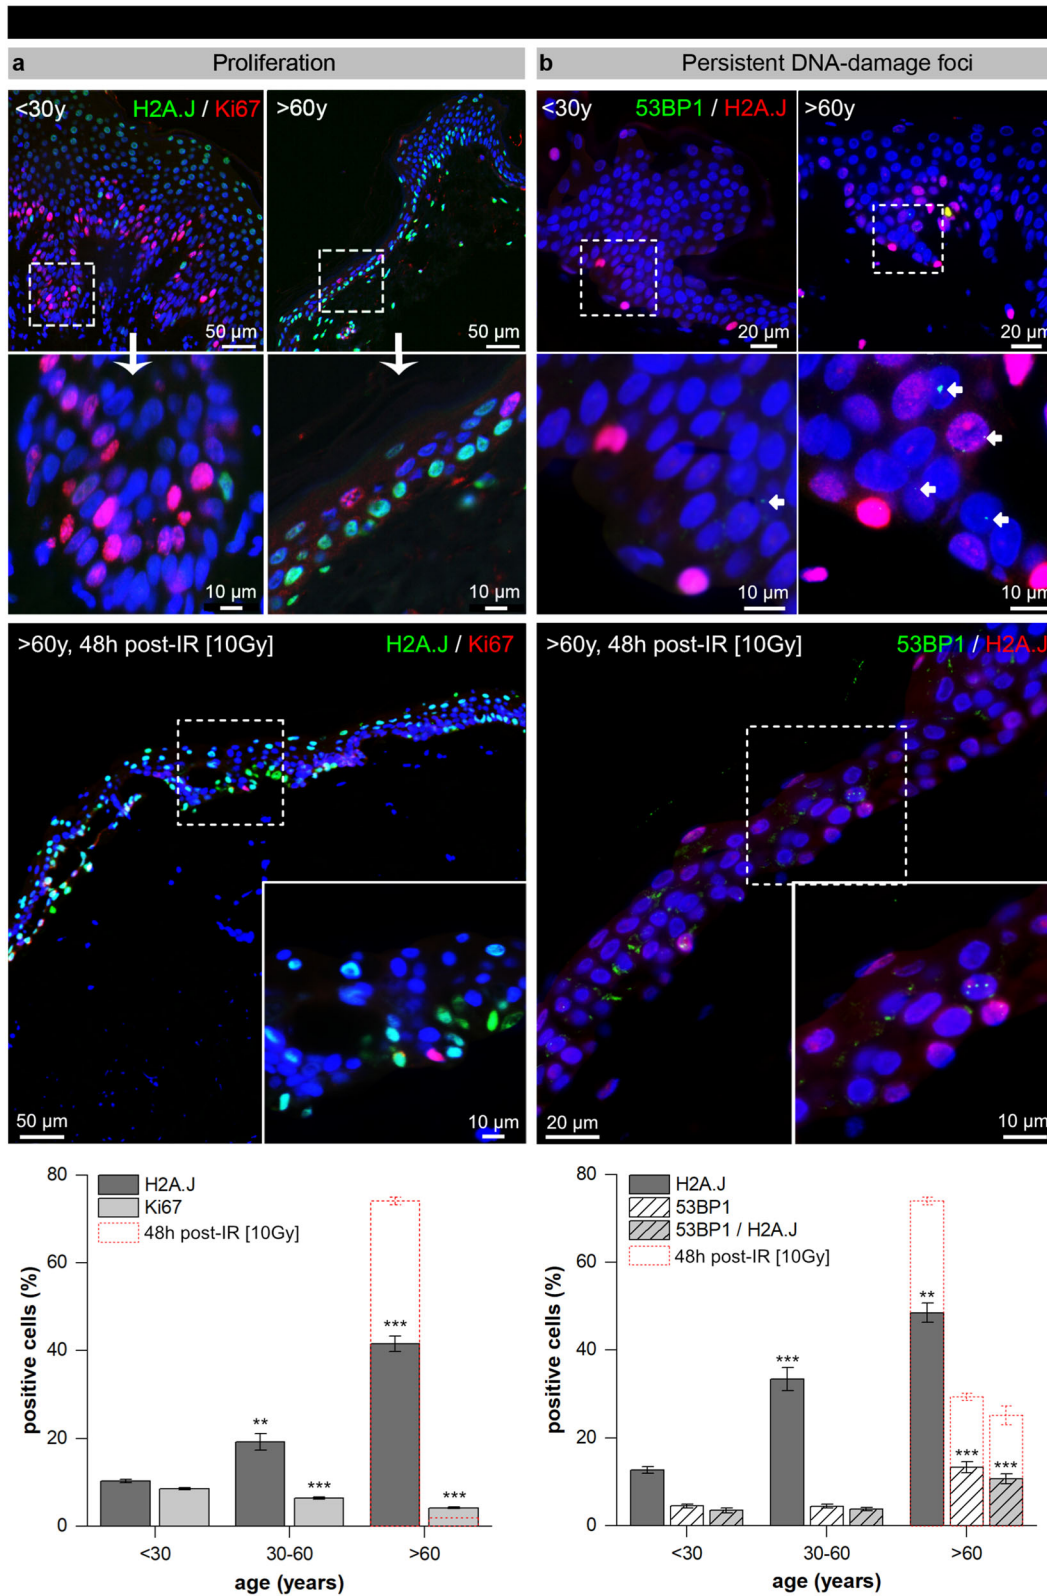 a Proliferation
b Persistent DNA-damage foci
<30y H2A.J / Ki67
>60y
50 µm
50 µm
<30y 53BP1 / H2A.J
>60y
20 µm
20 µm
10 µm
10 µm
10 µm
10 µm
>60y, 48h post-IR [10Gy] H2A.J / Ki67
50 µm
10 µm
>60y, 48h post-IR [10Gy] 53BP1 / H2A.J
20 µm
10 µm
80
60
40
20
0
positive cells (%)
H2A.J
Ki67
48h post-IR [10Gy]
**
***
***
***
<30
30-60
>60
age (years)
80
60
40
20
0
positive cells (%)
H2A.J
53BP1
53BP1 / H2A.J
48h post-IR [10Gy]
***
**
***
***
<30
30-60
>60
age (years)